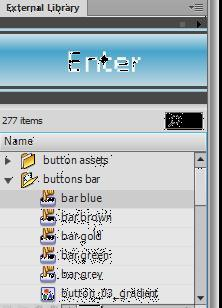 External Library
Enter
277 items
Name
button assets
buttons bar
bar blue
bar brown
bar gold
bar green
bar grey
button_03_gradient